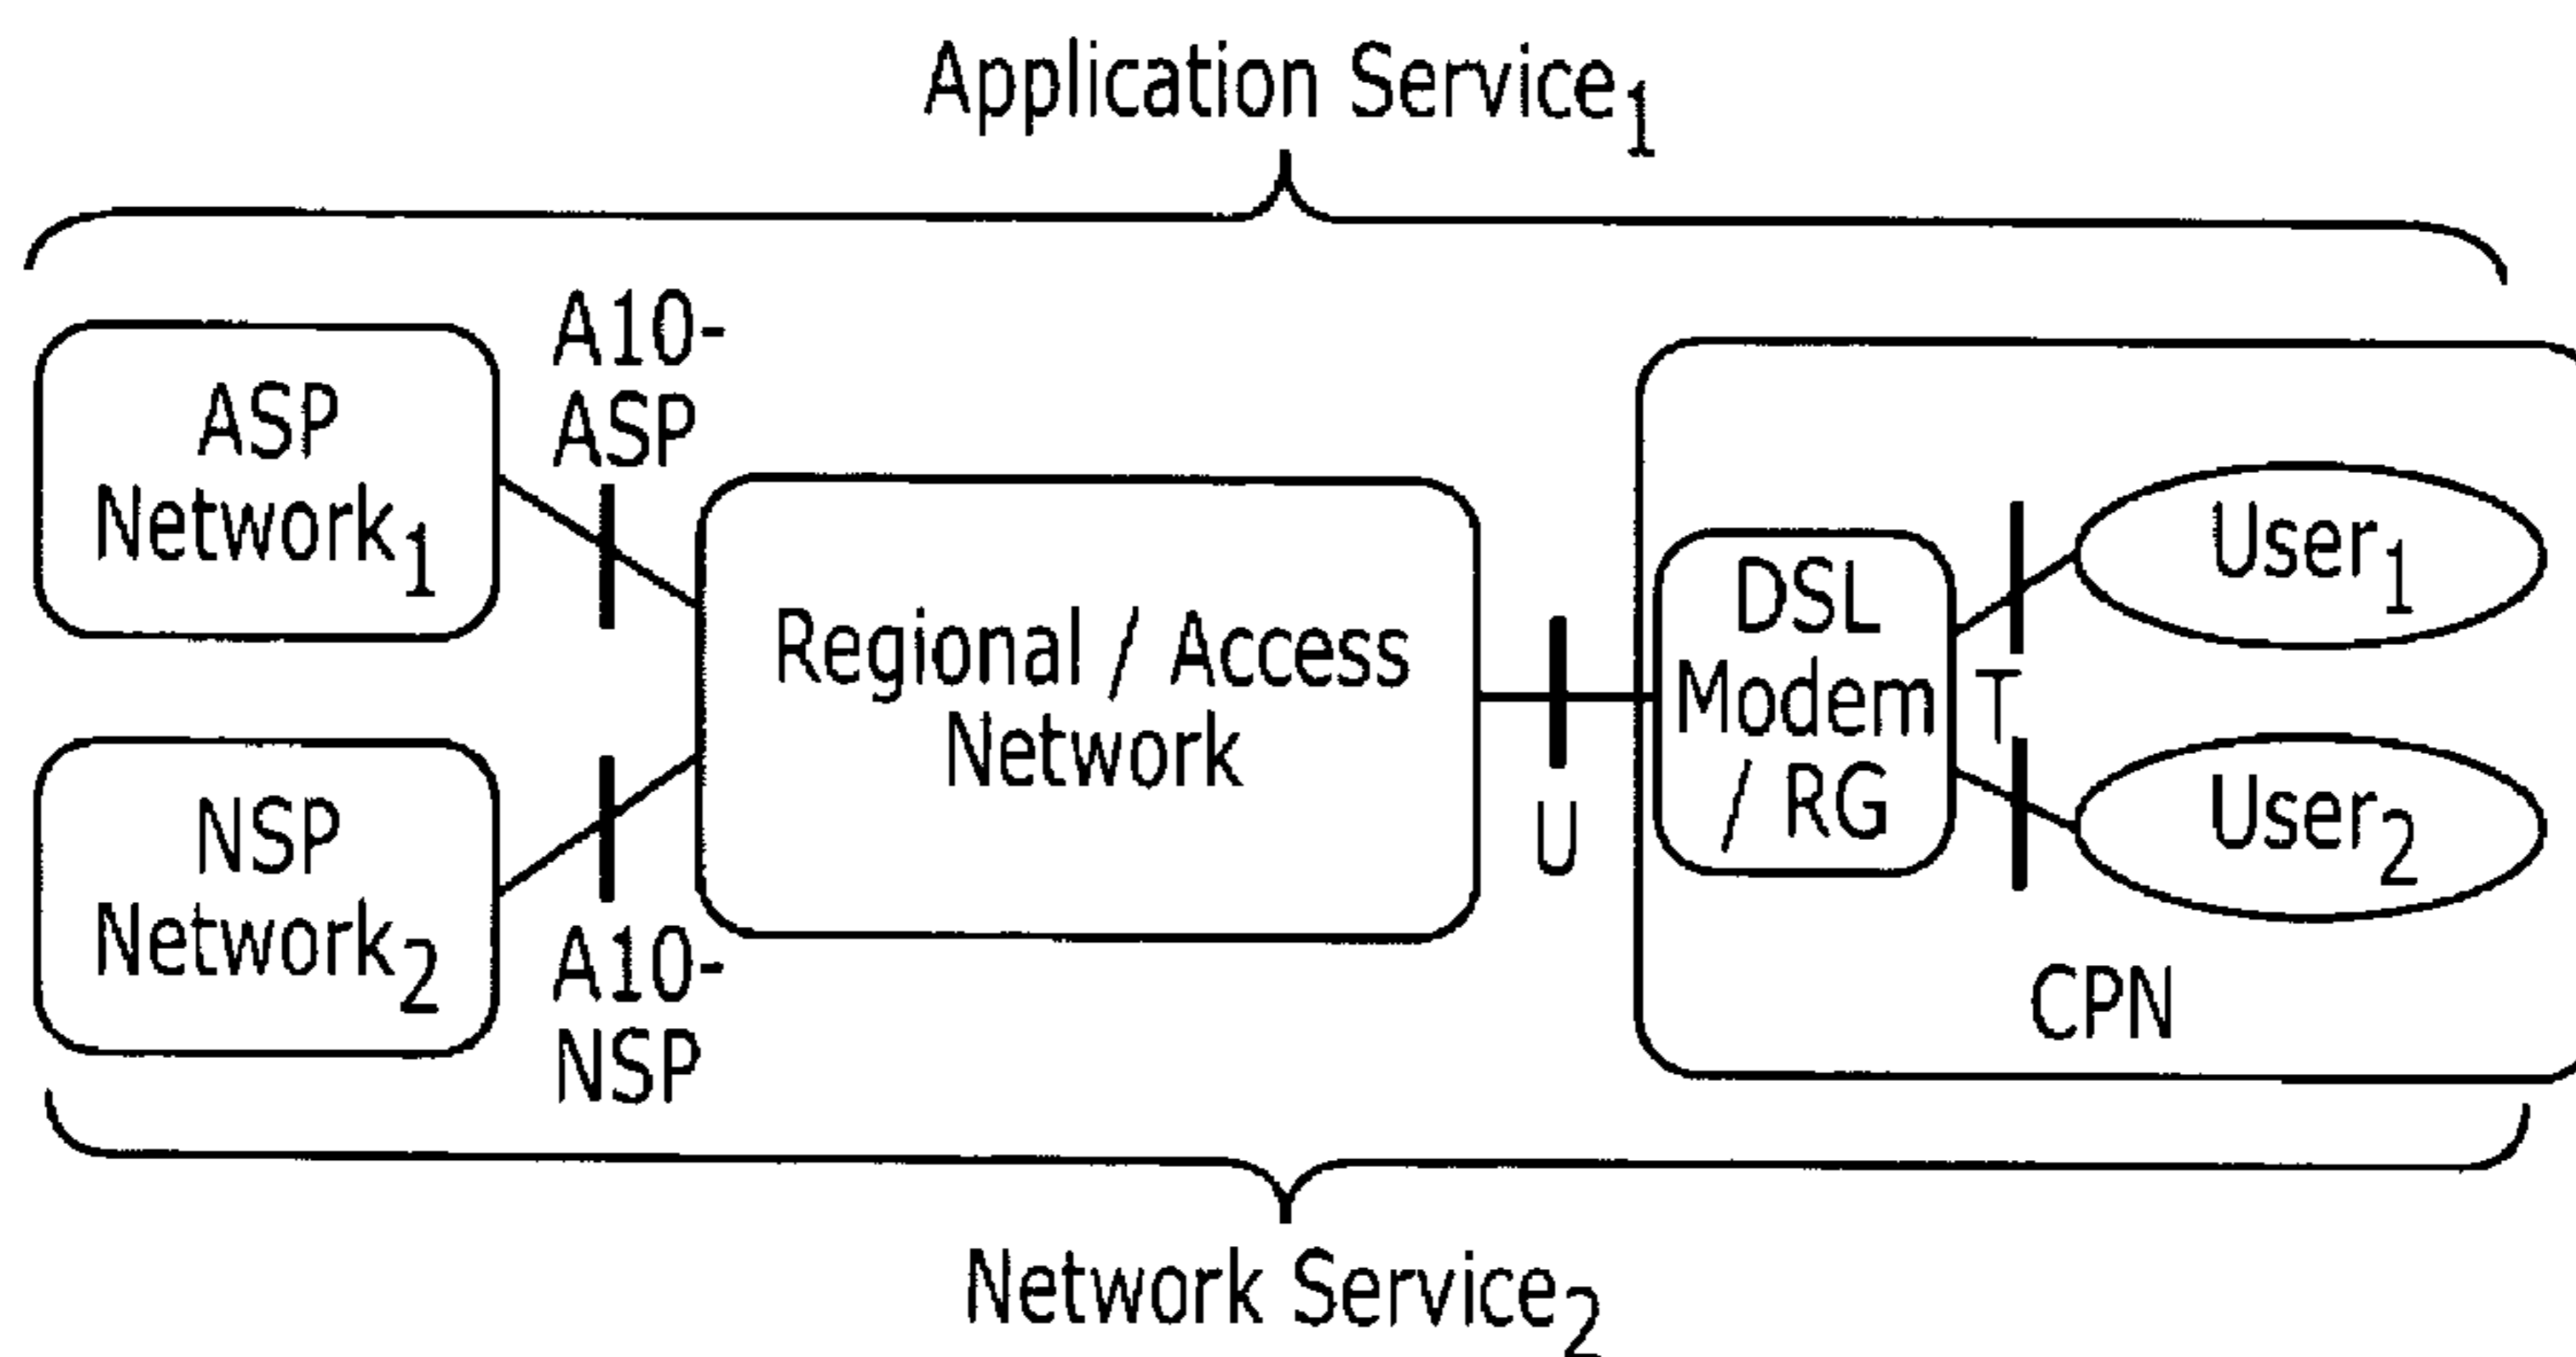 Application Service₁
A10-
ASP
ASP
Network₁
Regional / Access
Network
NSP
Network₂
A10-
NSP
U
DSL
Modem
/ RG
T
User₁
User₂
CPN
Network Service₂